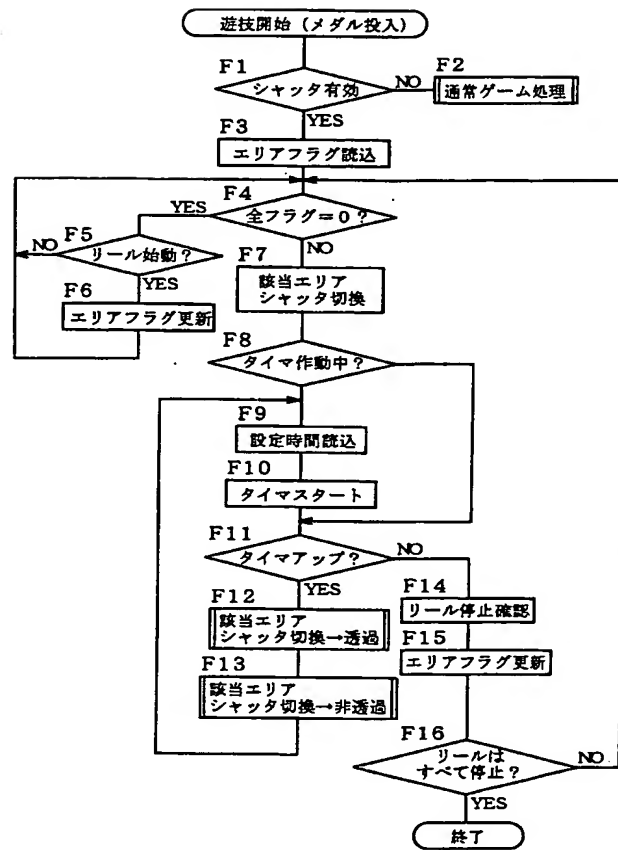 遊技開始（メダル投入）
F1
シャッタ有効
NO
F2
通常ゲーム処理
YES
F3
エリアフラグ読込
F4
全フラグ＝０？
YES
NO
F5
リール始動？
NO
YES
F6
エリアフラグ更新
F7
該当エリア
シャッタ切換
F8
タイマ作動中？
F9
設定時間読込
F10
タイマスタート
F11
タイマアップ？
NO
YES
F12
該当エリア
シャッタ切換→透過
F13
該当エリア
シャッタ切換→非透過
F14
リール停止確認
F15
エリアフラグ更新
F16
リールは
すべて停止？
NO
YES
終了